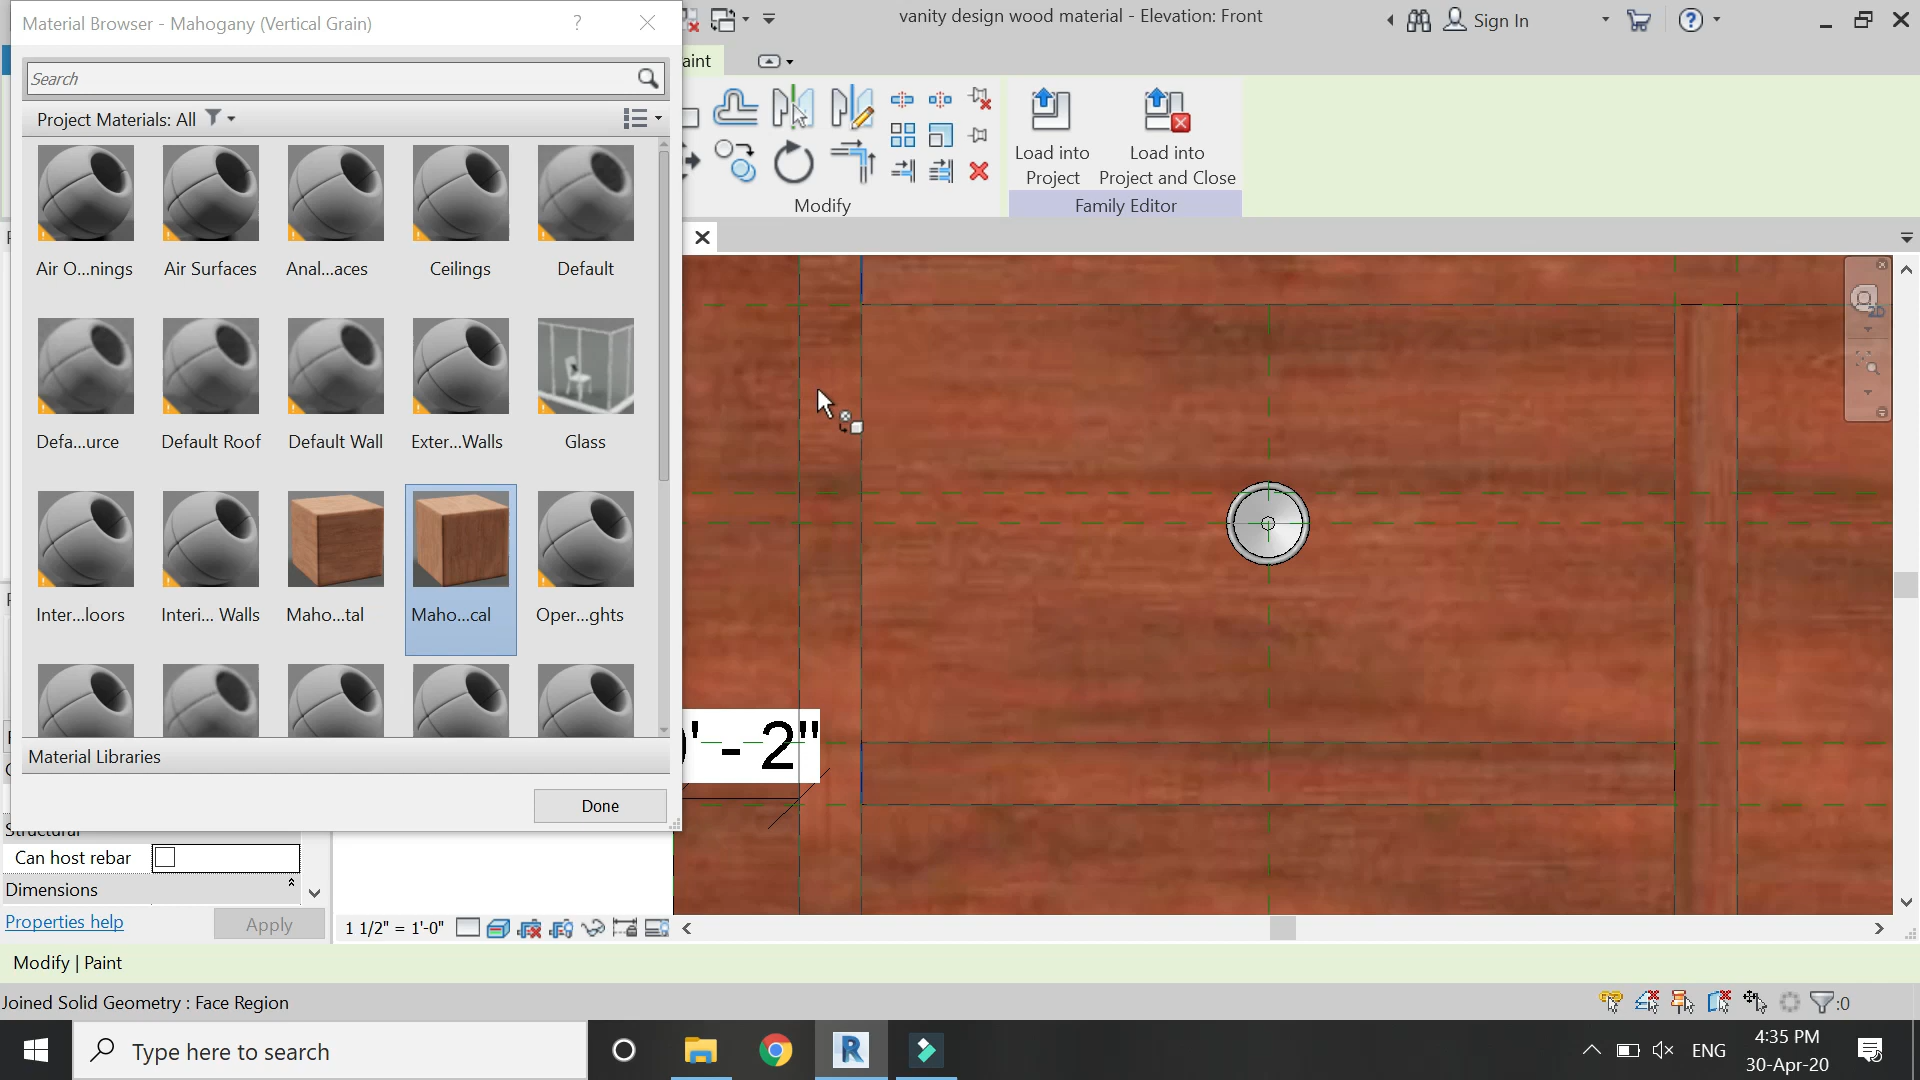 Material Browser - Mahogany (Vertical Grain)
?
vanity design wood material - Elevation: Front
Sign In
Search
aint
Project Materials: All
Load into
Project
Load into
Project and Close
Modify
Family Editor
Air O...nings
Air Surfaces
Anal...aces
Ceilings
Default
2D
Defa...urce
Default Roof
Default Wall
Exter...Walls
Glass
Inter...loors
Interi... Walls
Maho...tal
Maho...cal
Oper...ghts
' - 2"
Material Libraries
Done
Structural
Can host rebar
Dimensions
Properties help
Apply
1 1/2" = 1'-0"
Modify | Paint
Joined Solid Geometry : Face Region
:0
Type here to search
ENG
4:35 PM
30-Apr-20